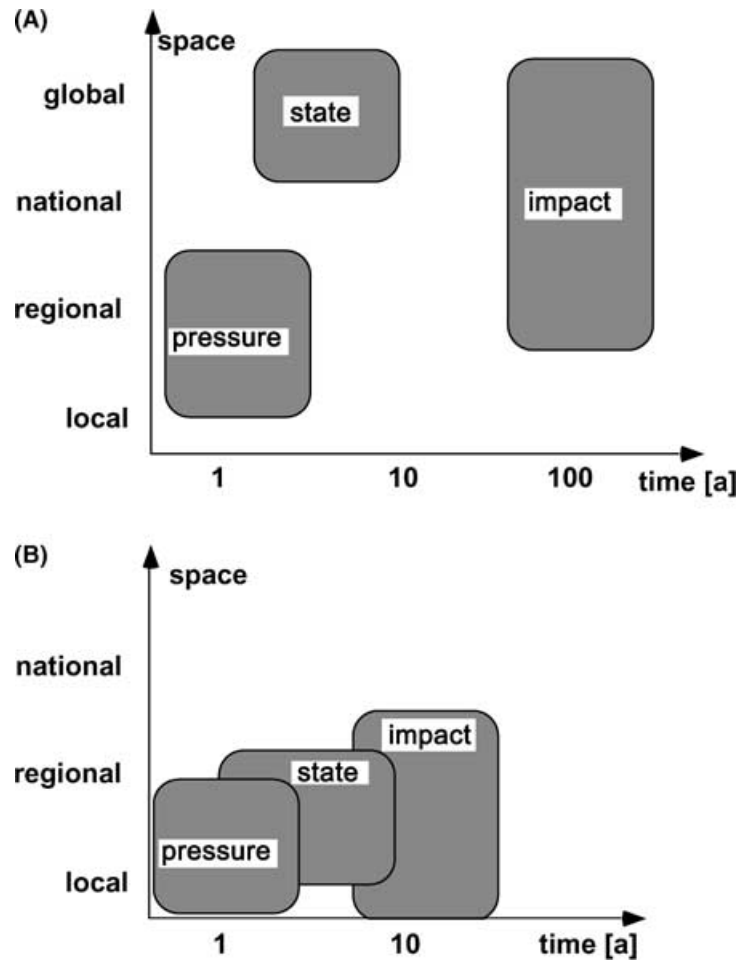 (A)
space
global
state
national
impact
regional
pressure
local
1 10 100 time [a]
(B)
space
national
impact
regional
state
pressure
local
1 10 time [a]